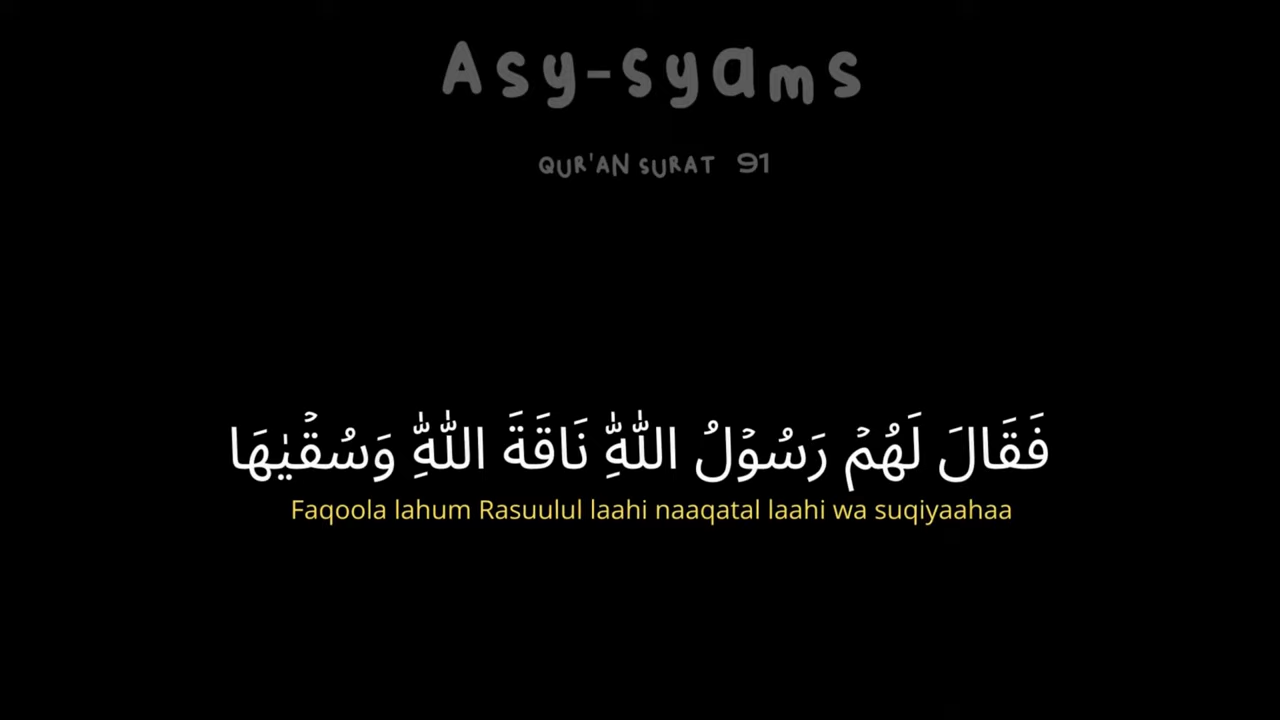 Asy-syams
QUR'AN SURAT 91
فَقَالَ لَهُمْ رَسُوْلُ اللّٰهِ نَاقَةَ اللّٰهِ وَسُقْيٰهَا
Faqoola lahum Rasuulul laahi naaqatal laahi wa suqiyaahaa